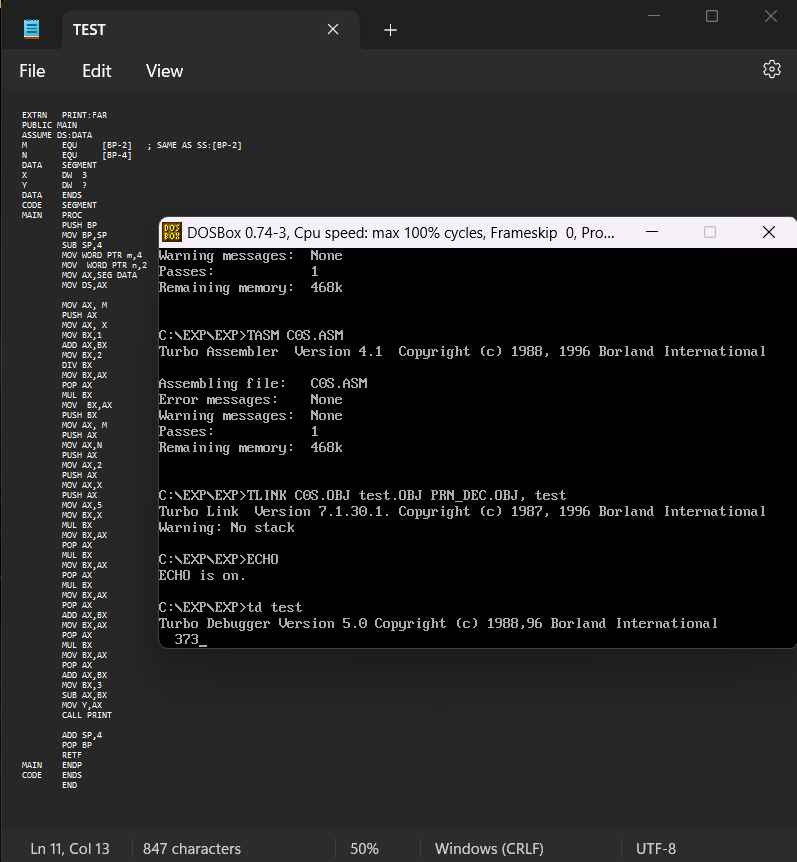 TEST
File Edit View
EXTRN PRINT:FAR
PUBLIC MAIN
ASSUME DS:DATA
M EQU [BP-2] ; SAME AS SS:[BP-2]
N EQU [BP-4]
DATA SEGMENT
X DW 3
Y DW ?
DATA ENDS
CODE SEGMENT
MAIN PROC
PUSH BP
MOV BP,SP
SUB SP,4
MOV WORD PTR m,4
MOV WORD PTR n,2
MOV AX,SEG DATA
MOV DS,AX
MOV AX, M
PUSH AX
MOV AX, X
MOV BX,1
ADD AX,BX
MOV BX,2
DIV BX
MOV BX,AX
POP AX
MUL BX
MOV BX,AX
PUSH BX
MOV AX, M
PUSH AX
MOV AX,N
PUSH AX
MOV AX,2
PUSH AX
MOV AX,X
PUSH AX
MOV AX,5
MOV BX,X
MUL BX
MOV BX,AX
POP AX
MUL BX
MOV BX,AX
POP AX
MUL BX
MOV BX,AX
POP AX
ADD AX,BX
MOV BX,AX
POP AX
MUL BX
MOV BX,AX
POP AX
ADD AX,BX
MOV BX,3
SUB AX,BX
MOV Y,AX
CALL PRINT
ADD SP,4
POP BP
RETF
MAIN ENDP
CODE ENDS
END
DOSBox 0.74-3, Cpu speed: max 100% cycles, Frameskip 0, Pro...
Warning messages: None
Passes: 1
Remaining memory: 468k
C:\EXP\EXP>TASM C0S.ASM
Turbo Assembler Version 4.1 Copyright (c) 1988, 1996 Borland International
Assembling file: C0S.ASM
Error messages: None
Warning messages: None
Passes: 1
Remaining memory: 468k
C:\EXP\EXP>TLINK C0S.OBJ test.OBJ PRN_DEC.OBJ, test
Turbo Link Version 7.1.30.1. Copyright (c) 1987, 1996 Borland International
Warning: No stack
C:\EXP\EXP>ECHO
ECHO is on.
C:\EXP\EXP>td test
Turbo Debugger Version 5.0 Copyright (c) 1988,96 Borland International
373_
Ln 11, Col 13 847 characters 50% Windows (CRLF) UTF-8